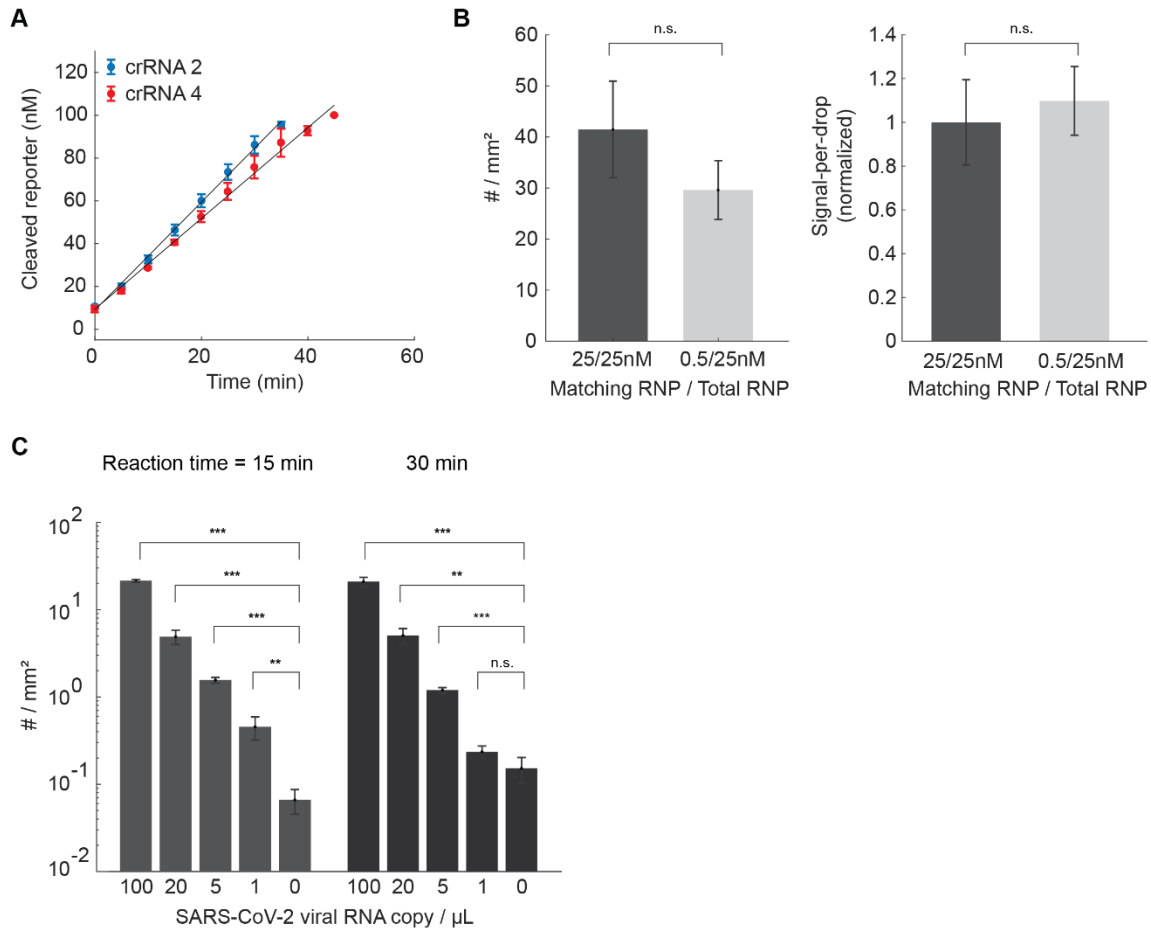 A
120
100
80
60
40
20
0
Cleaved reporter (nM)
crRNA 2
crRNA 4
0 20 40 60
Time (min)
B
n.s.
60
50
40
30
20
10
0
# / mm²
25/25nM 0.5/25nM
Matching RNP / Total RNP
n.s.
1.4
1.2
1
0.8
0.6
0.4
0.2
0
Signal-per-drop
(normalized)
25/25nM 0.5/25nM
Matching RNP / Total RNP
C
Reaction time = 15 min 30 min
10²
10¹
10⁰
10⁻¹
10⁻²
# / mm²
***
***
***
**
***
**
***
n.s.
100 20 5 1 0 100 20 5 1 0
SARS-CoV-2 viral RNA copy / µL